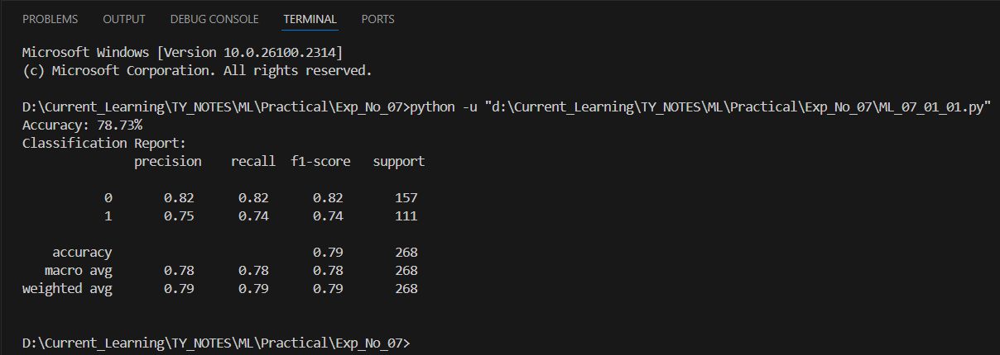 PROBLEMS OUTPUT DEBUG CONSOLE TERMINAL PORTS
Microsoft Windows [Version 10.0.26100.2314]
(c) Microsoft Corporation. All rights reserved.
D:\Current_Learning\TY_NOTES\ML\Practical\Exp_No_07>python -u "d:\Current_Learning\TY_NOTES\ML\Practical\Exp_No_07\ML_07_01_01.py"
Accuracy: 78.73%
Classification Report:
precision recall f1-score support
0 0.82 0.82 0.82 157
1 0.75 0.74 0.74 111
accuracy 0.79 268
macro avg 0.78 0.78 0.78 268
weighted avg 0.79 0.79 0.79 268
D:\Current_Learning\TY_NOTES\ML\Practical\Exp_No_07>